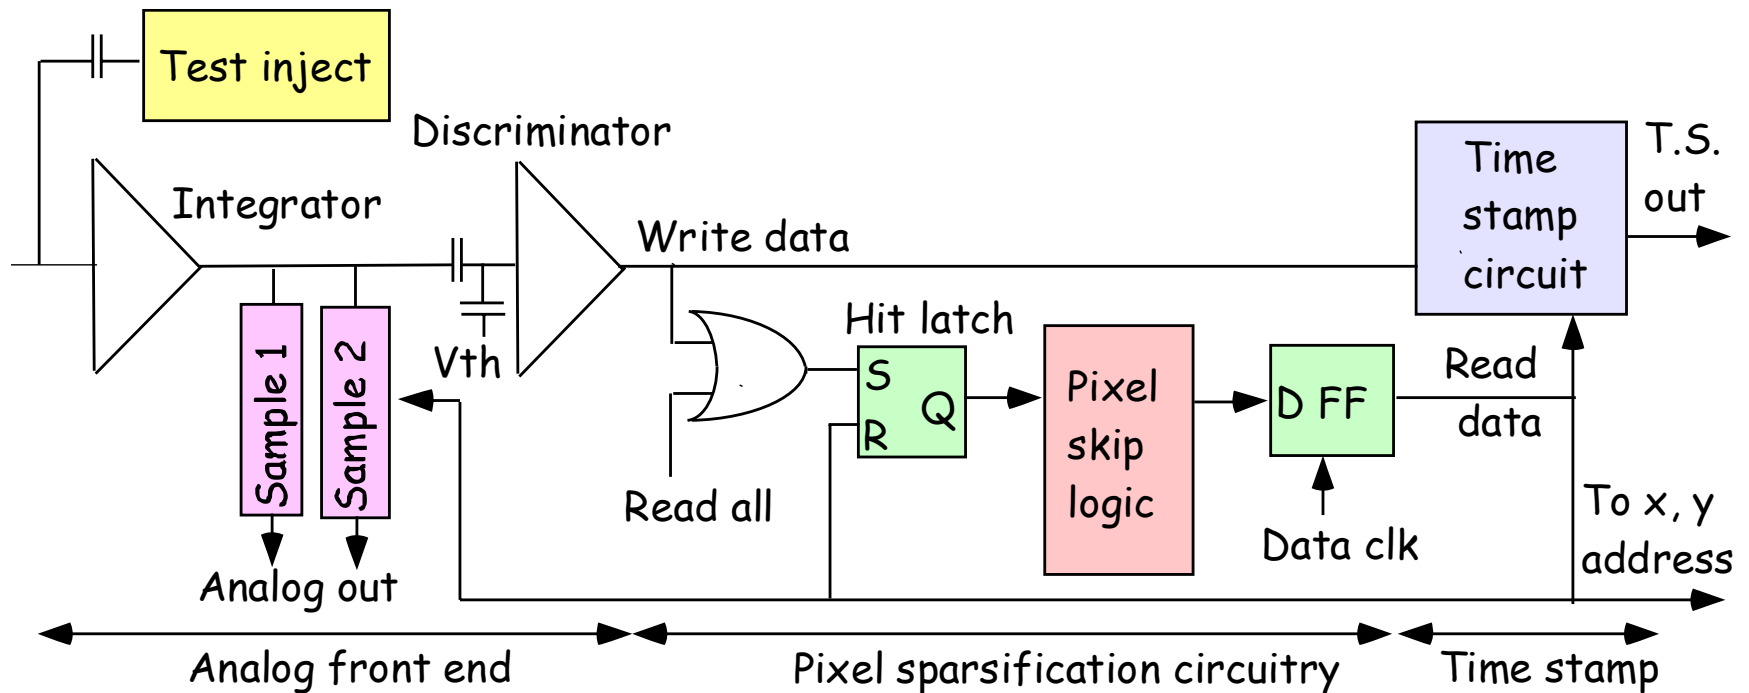 Test inject
Discriminator
Integrator
Write data
Time
stamp
circuit
T.S.
out
Sample 1
Sample 2
Vth
Hit latch
S
R
Q
Pixel
skip
logic
D FF
Read
data
Read all
Data clk
To x, y
address
Analog out
Analog front end
Pixel sparsification circuitry
Time stamp